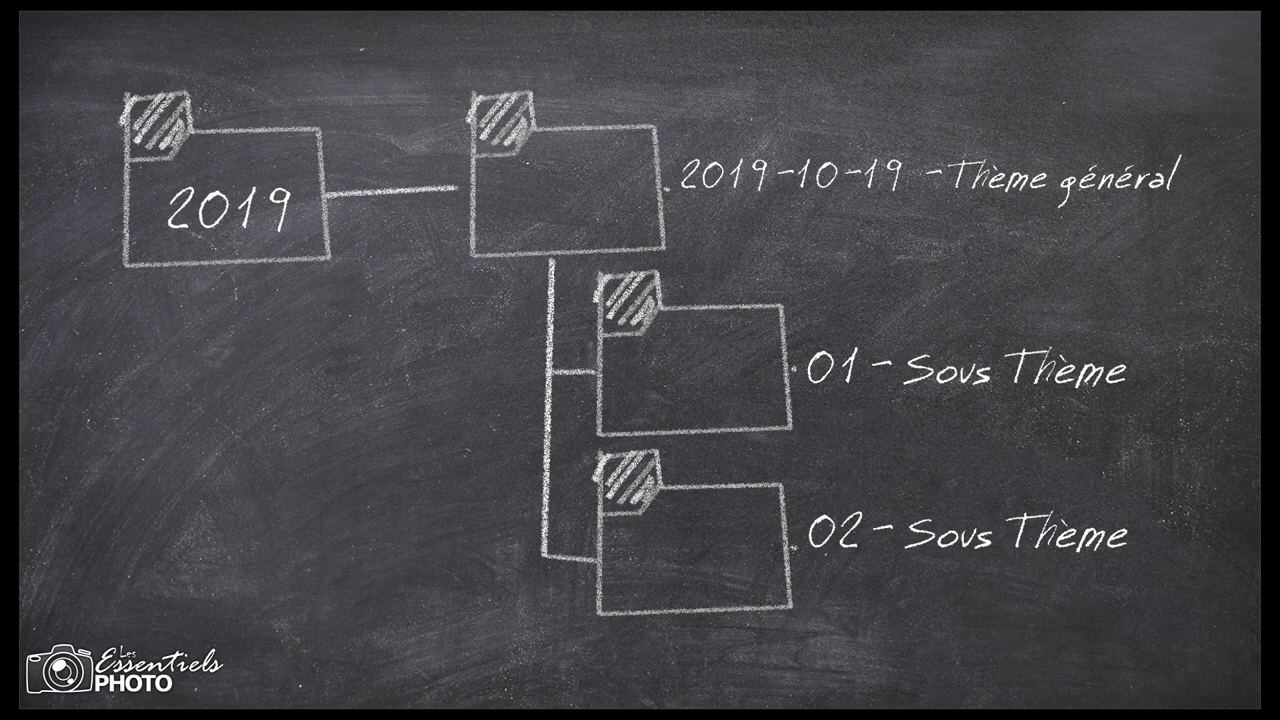 2019
2019-10-19 - Thème général
01 - Sous Thème
02 - Sous Thème
Les
Essentiels
PHOTO